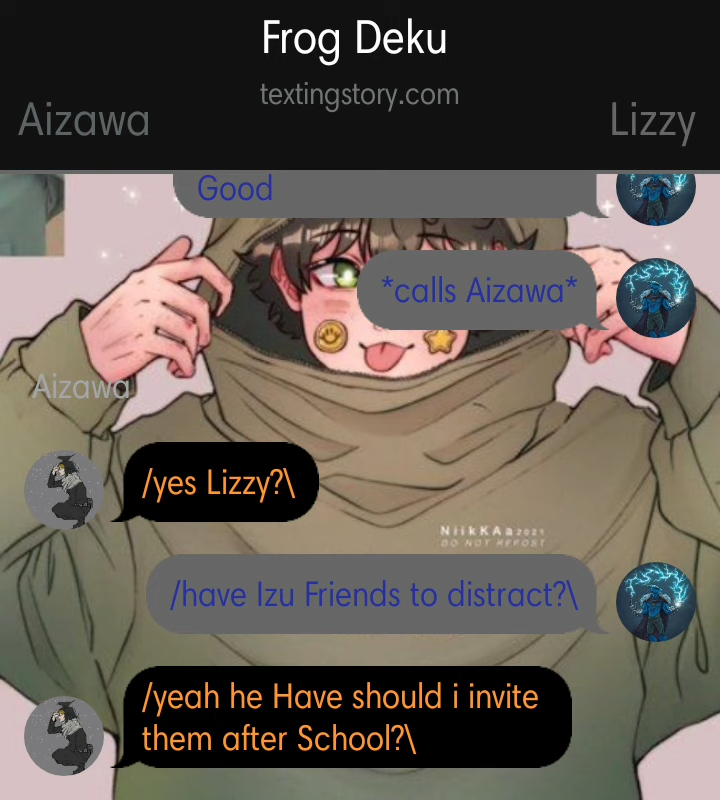 Frog Deku
textingstory.com
Aizawa
Lizzy
Good
*calls Aizawa*
Aizawa
/yes Lizzy?\
NiikKAa2021
DO NOT REPOST
/have Izu Friends to distract?\
/yeah he Have should i invite
them after School?\